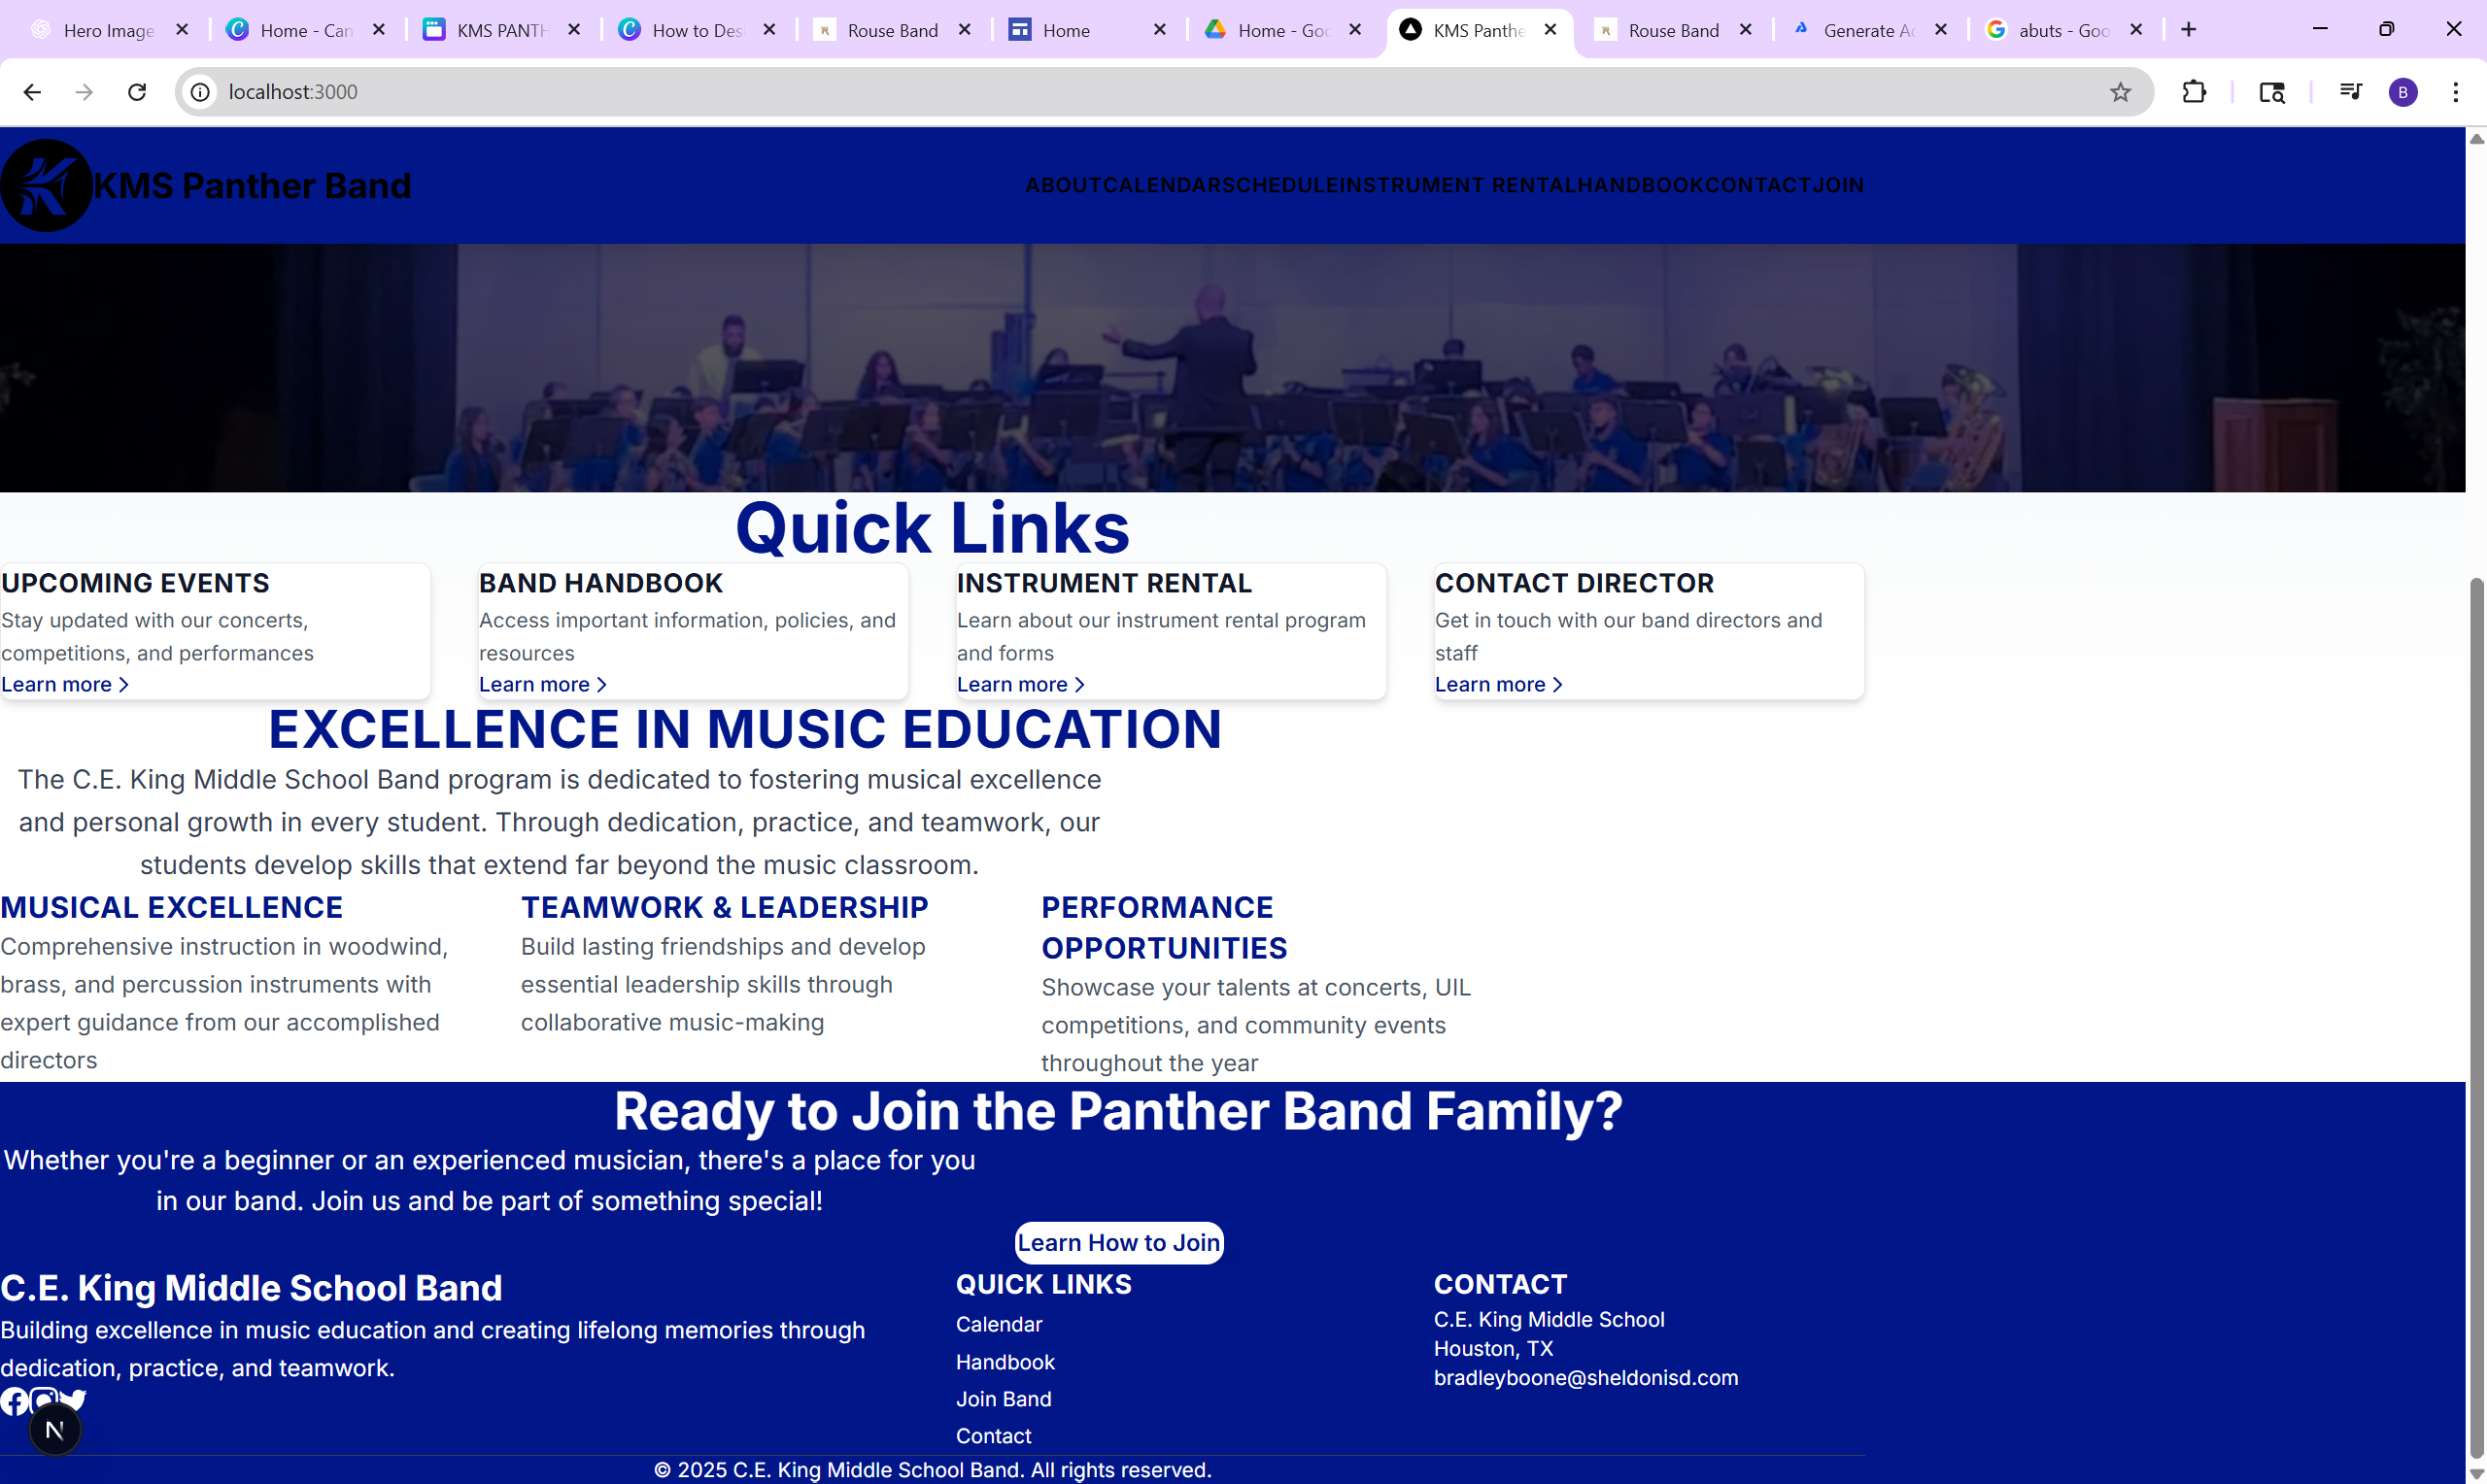 Hero Image
Home - Can
KMS PANTH
How to Des
Rouse Band
Home
Home - Goo
KMS Panthe
Rouse Band
Generate Ac
abuts - Goo
localhost:3000
B
KMS Panther Band
ABOUTCALENDARSCHEDULEINSTRUMENT RENTALHANDBOOKCONTACTJOIN
Quick Links
UPCOMING EVENTS
Stay updated with our concerts,
competitions, and performances
Learn more
BAND HANDBOOK
Access important information, policies, and
resources
Learn more
INSTRUMENT RENTAL
Learn about our instrument rental program
and forms
Learn more
CONTACT DIRECTOR
Get in touch with our band directors and
staff
Learn more
EXCELLENCE IN MUSIC EDUCATION
The C.E. King Middle School Band program is dedicated to fostering musical excellence
and personal growth in every student. Through dedication, practice, and teamwork, our
students develop skills that extend far beyond the music classroom.
MUSICAL EXCELLENCE
Comprehensive instruction in woodwind,
brass, and percussion instruments with
expert guidance from our accomplished
directors
TEAMWORK & LEADERSHIP
Build lasting friendships and develop
essential leadership skills through
collaborative music-making
PERFORMANCE
OPPORTUNITIES
Showcase your talents at concerts, UIL
competitions, and community events
throughout the year
Ready to Join the Panther Band Family?
Whether you're a beginner or an experienced musician, there's a place for you
in our band. Join us and be part of something special!
Learn How to Join
C.E. King Middle School Band
Building excellence in music education and creating lifelong memories through
dedication, practice, and teamwork.
N
QUICK LINKS
Calendar
Handbook
Join Band
Contact
CONTACT
C.E. King Middle School
Houston, TX
bradleyboone@sheldonisd.com
© 2025 C.E. King Middle School Band. All rights reserved.